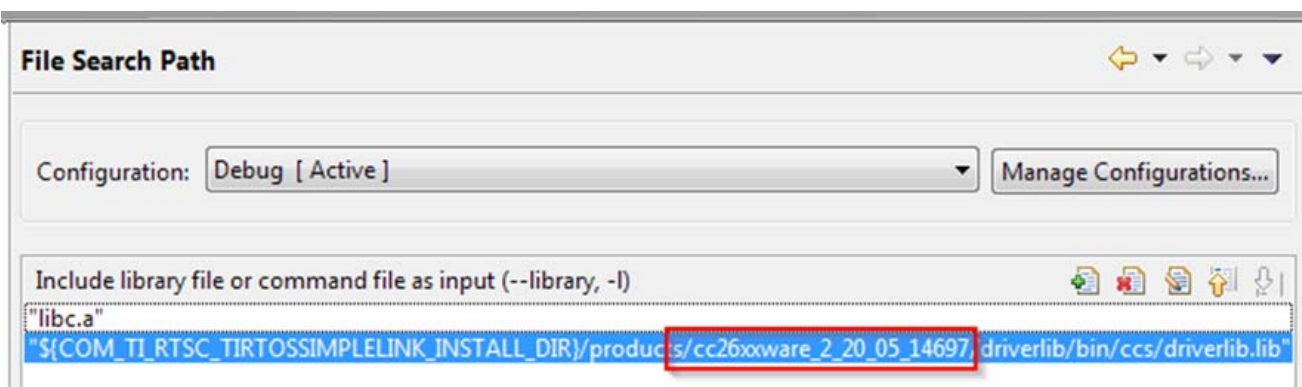 File Search Path
Configuration: Debug [ Active ] Manage Configurations...
Include library file or command file as input (--library, -l)
"libc.a"
"${COM_TI_RTSC_TIRTOSSIMPLELINK_INSTALL_DIR}/products/cc26xxware_2_20_05_14697/driverlib/bin/ccs/driverlib.lib"